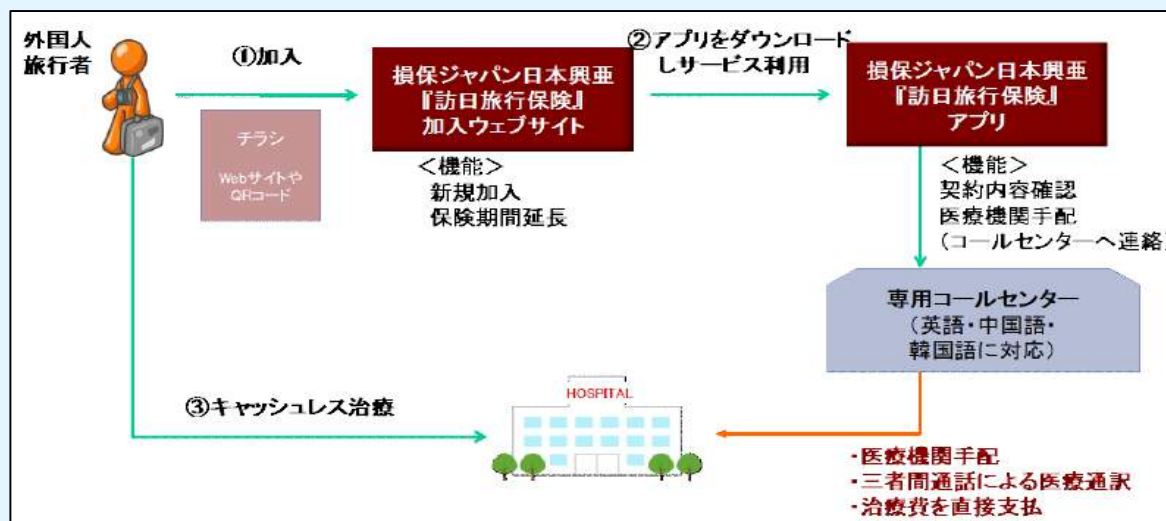 外国人
旅行者
①加入
チラシ
Webサイトや
QRコード
損保ジャパン日本興亜
『訪日旅行保険』
加入ウェブサイト
＜機能＞
新規加入
保険期間延長
②アプリをダウンロード
しサービス利用
損保ジャパン日本興亜
『訪日旅行保険』
アプリ
＜機能＞
契約内容確認
医療機関手配
(コールセンターへ連絡)
専用コールセンター
(英語・中国語・
韓国語に対応)
③キャッシュレス治療
HOSPITAL
・医療機関手配
・三者間通話による医療通訳
・治療費を直接支払